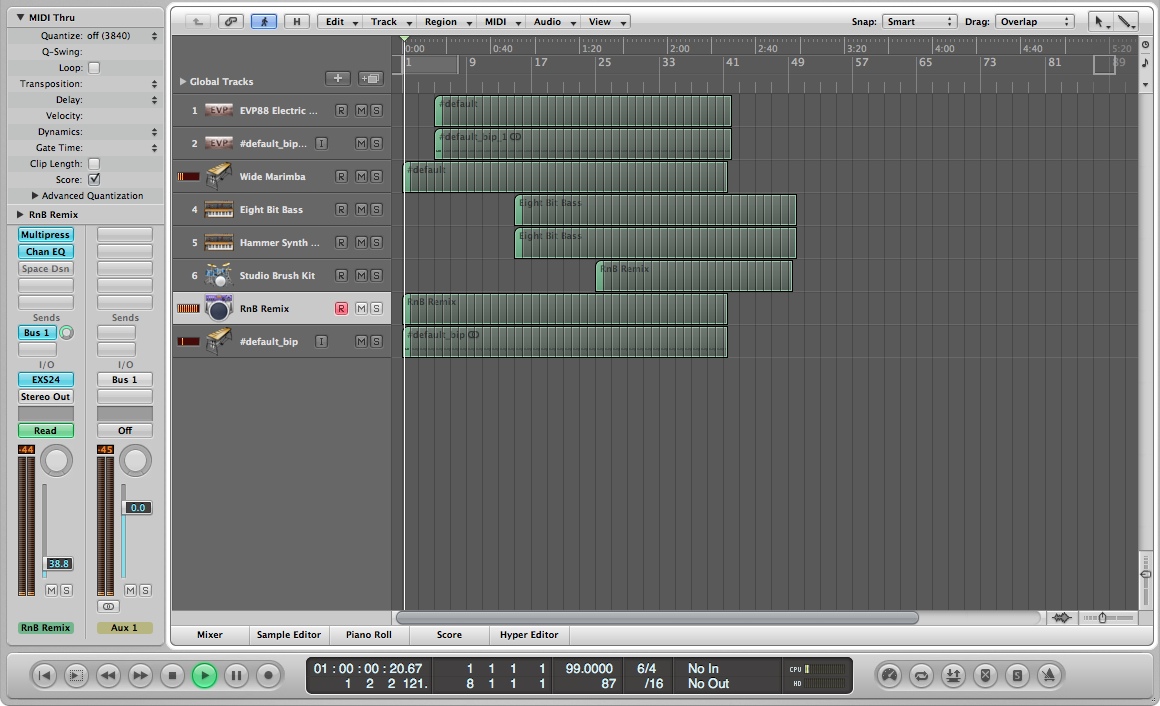 MIDI Thru
Quantize: off (3840)
Q-Swing:
Loop:
Transposition:
Delay:
Velocity:
Dynamics:
Gate Time:
Clip Length:
Score:
Advanced Quantization
RnB Remix
Multipress
Chan EQ
Space Dsn
Sends Sends
Bus 1
I/O I/O
EXS24 Bus 1
Stereo Out
Read Off
-44 -45
0.0
38.8
M S M S
RnB Remix Aux 1
H Edit Track Region MIDI Audio View Snap: Smart Drag: Overlap
0:00 0:40 1:20 2:00 2:40 3:20 4:00 4:40 5:20
1 9 17 25 33 41 49 57 65 73 81 89
Global Tracks
1 EVP EVP88 Electric ... R M S #default
2 EVP #default_bip... I M S #default_bip_1
Wide Marimba R M S #default
4 Eight Bit Bass R M S Eight Bit Bass
5 Hammer Synth ... R M S Eight Bit Bass
6 Studio Brush Kit R M S RnB Remix
RnB Remix R M S RnB Remix
#default_bip I M S #default_bip
Mixer Sample Editor Piano Roll Score Hyper Editor
01 : 00 : 00 : 20.67 1 1 1 1 99.0000 6/4 No In CPU
1 2 2 121. 8 1 1 1 87 /16 No Out HD
S